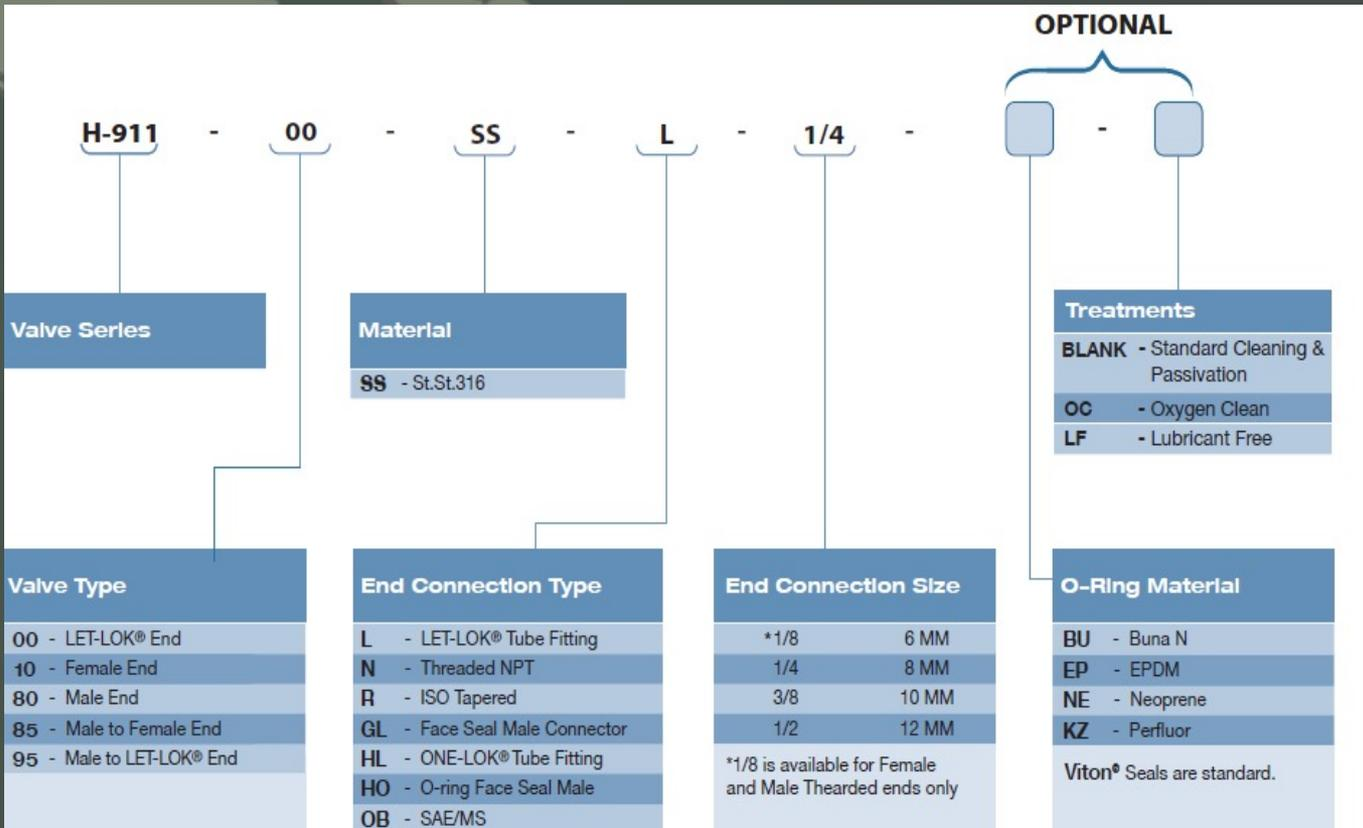 OPTIONAL
H-911 - 00 - SS - L - 1/4 - -
Valve Series
Material
SS - St.St.316
Treatments
BLANK - Standard Cleaning &
Passivation
OC - Oxygen Clean
LF - Lubricant Free
Valve Type
00 - LET-LOK® End
10 - Female End
80 - Male End
85 - Male to Female End
95 - Male to LET-LOK® End
End Connection Type
L - LET-LOK® Tube Fitting
N - Threaded NPT
R - ISO Tapered
GL - Face Seal Male Connector
HL - ONE-LOK® Tube Fitting
HO - O-ring Face Seal Male
OB - SAE/MS
End Connection Size
*1/8 6 MM
1/4 8 MM
3/8 10 MM
1/2 12 MM
*1/8 is available for Female
and Male Thearded ends only
O-Ring Material
BU - Buna N
EP - EPDM
NE - Neoprene
KZ - Perfluor
Viton® Seals are standard.